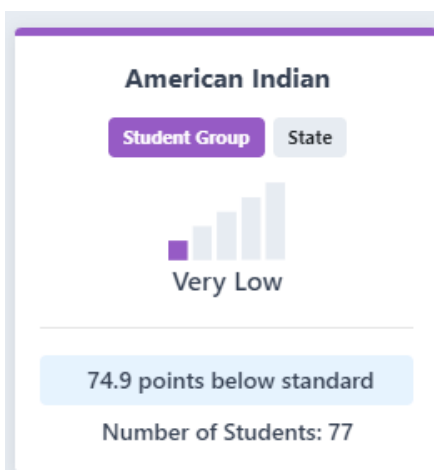 American Indian
Student Group State
Very Low
74.9 points below standard
Number of Students: 77